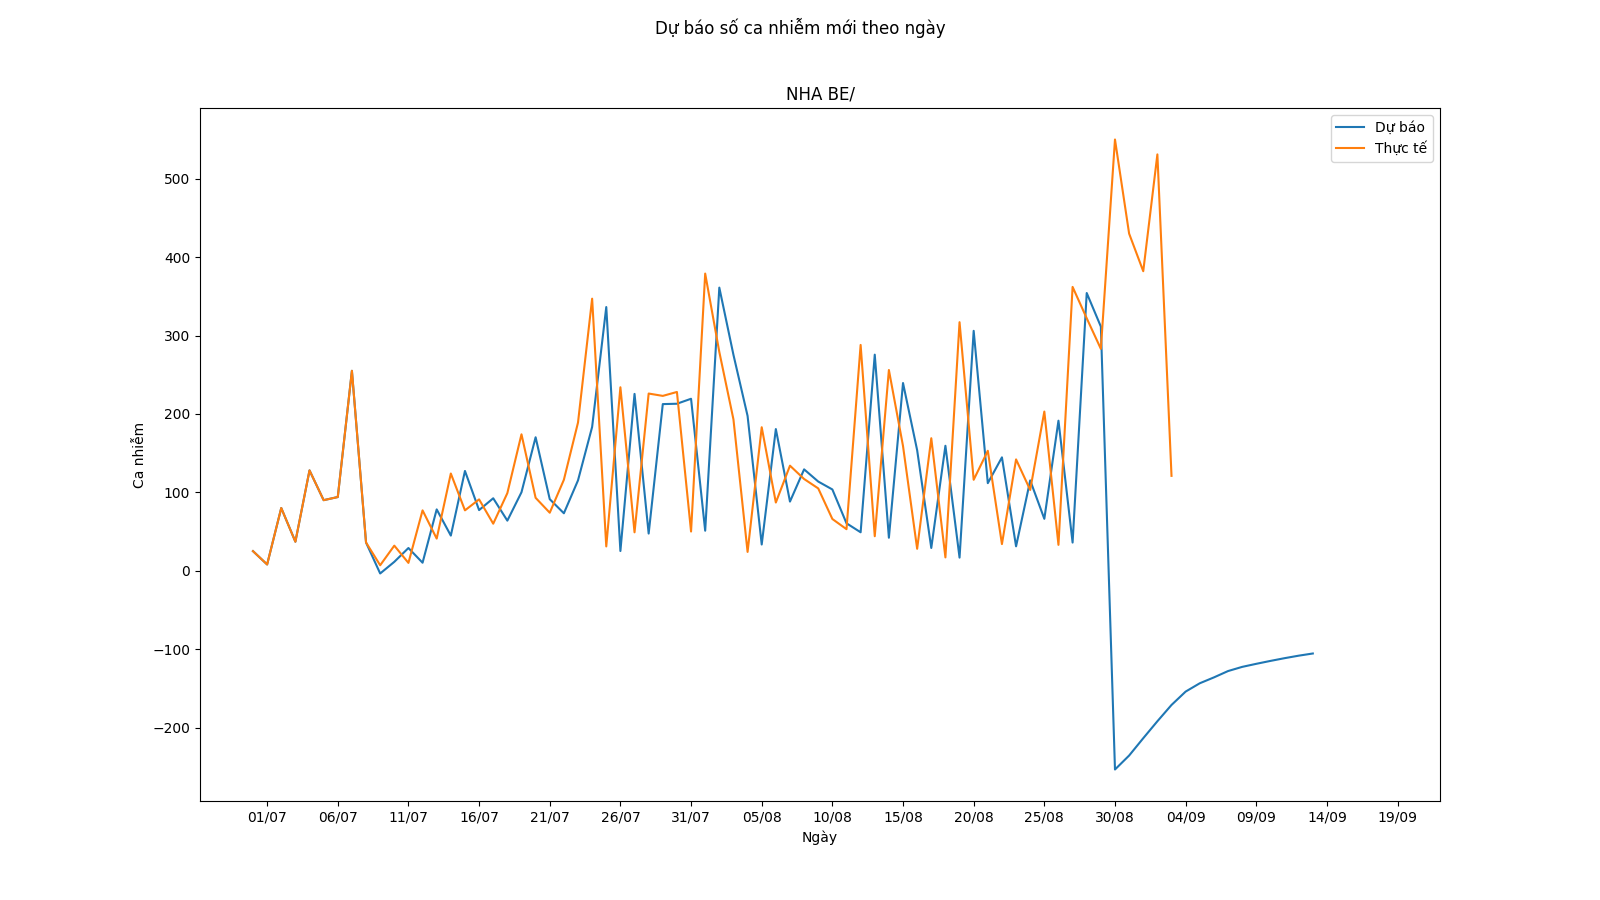 Dự báo số ca nhiễm mới theo ngày
NHA BE/
Dự báo
Thực tế
500
400
300
200
100
0
−100
−200
Ca nhiễm
01/07 06/07 11/07 16/07 21/07 26/07 31/07 05/08 10/08 15/08 20/08 25/08 30/08 04/09 09/09 14/09 19/09
Ngày